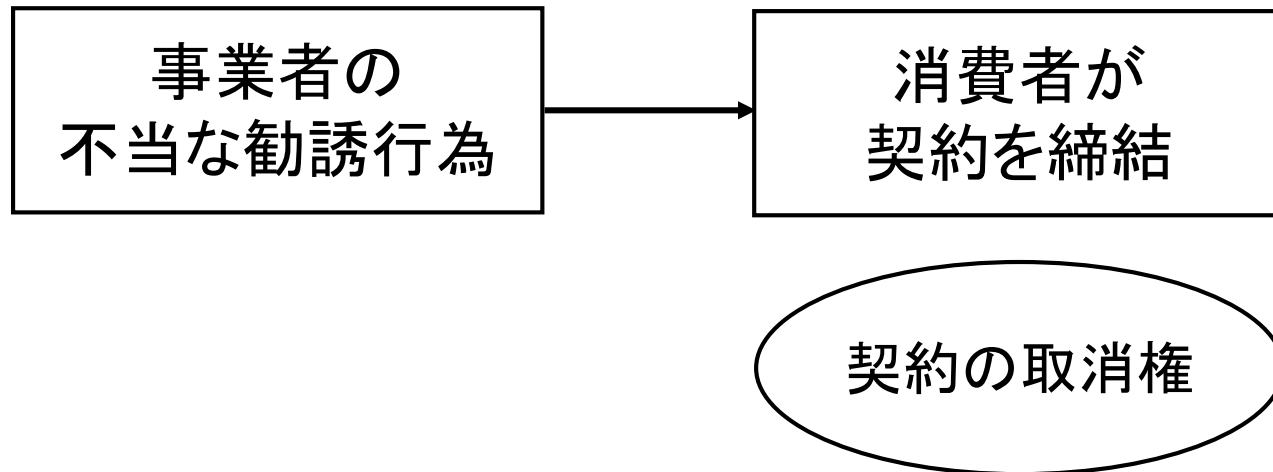 事業者の
不当な勧誘行為
消費者が
契約を締結
契約の取消権